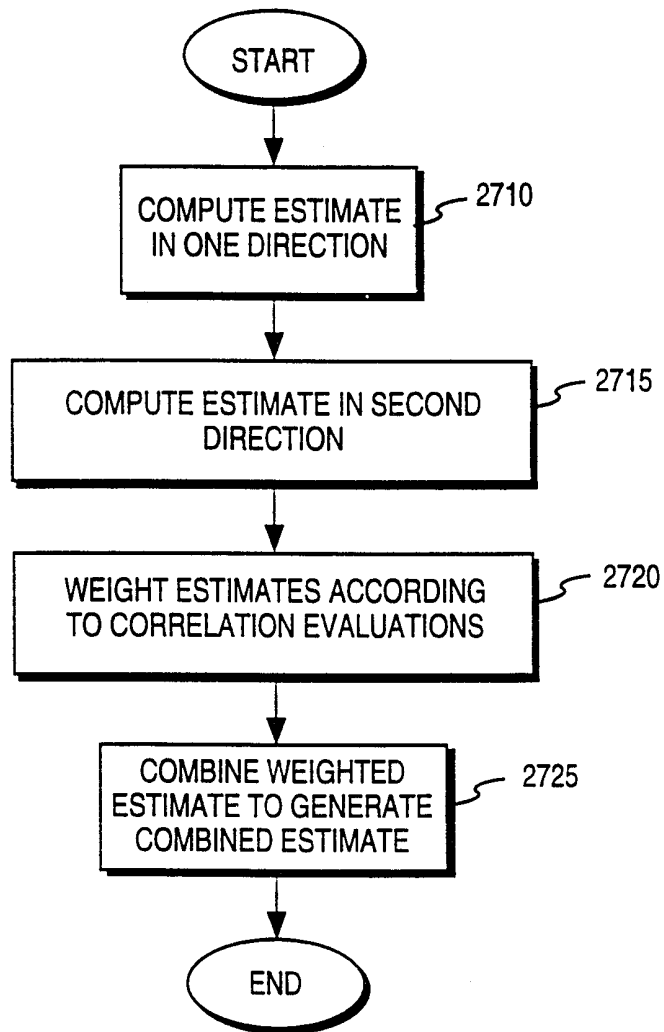 START
COMPUTE ESTIMATE
IN ONE DIRECTION
2710
COMPUTE ESTIMATE IN SECOND
DIRECTION
2715
WEIGHT ESTIMATES ACCORDING
TO CORRELATION EVALUATIONS
2720
COMBINE WEIGHTED
ESTIMATE TO GENERATE
COMBINED ESTIMATE
2725
END